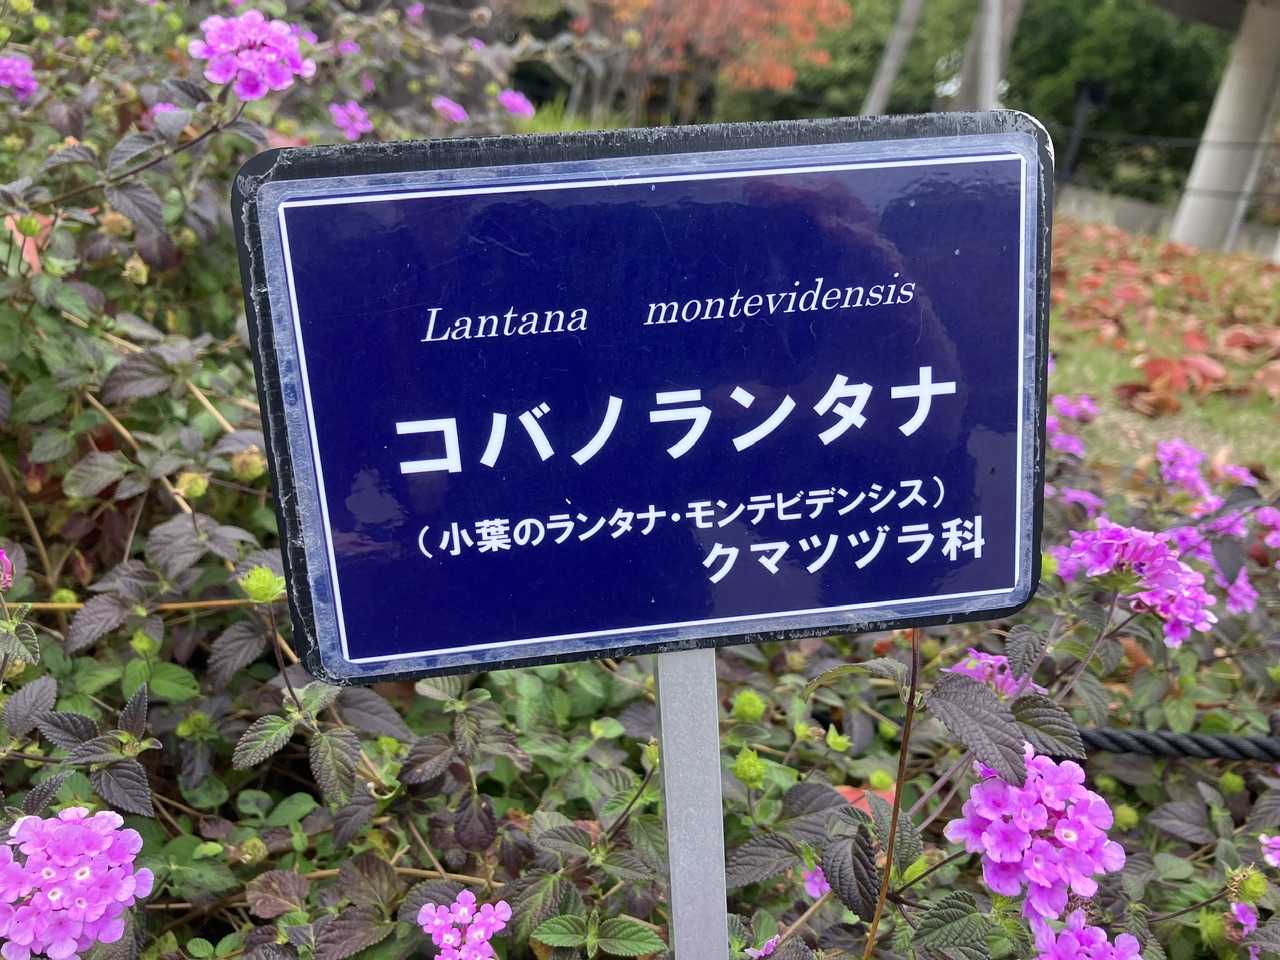 Lantana montevidensis
コバノランタナ
（小葉のランタナ・モンテビデンシス）
クマツヅラ科